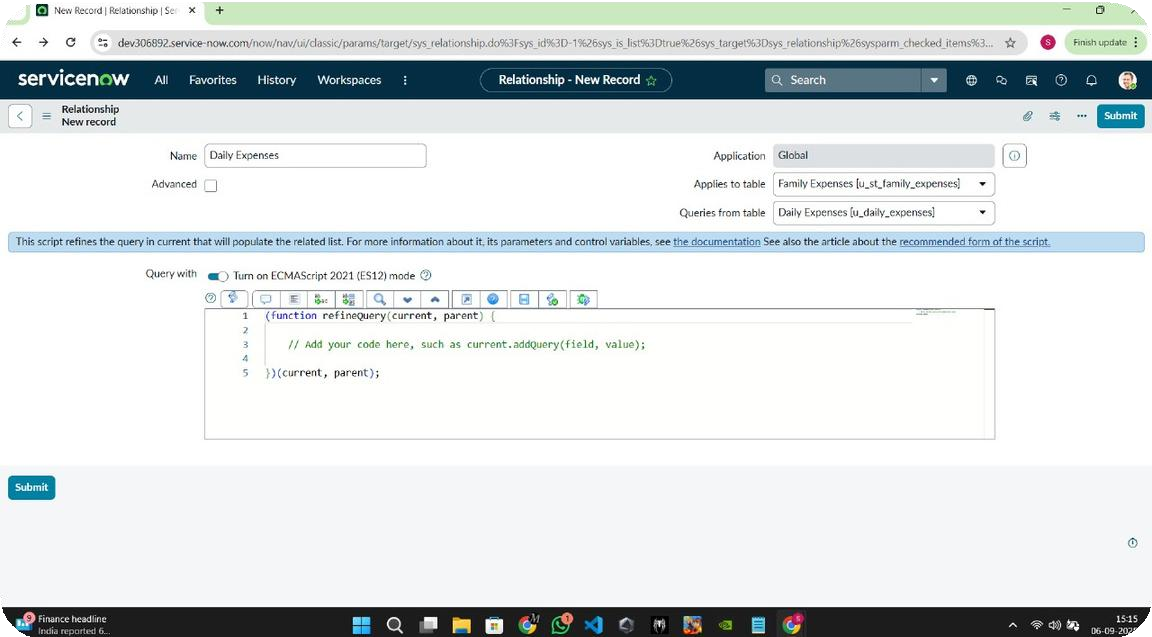 New Record | Relationship | Ser
dev306892.service-now.com/now/nav/ui/classic/params/target/sys_relationship.do%3Fsys_id%3D-1%26sys_is_list%3Dtrue%26sys_target%3Dsys_relationship%26sysparm_checked_items%3...
S
Finish update
servicenow
All
Favorites
History
Workspaces
Relationship - New Record
Search
Relationship
New record
Submit
Name
Daily Expenses
Application
Global
Advanced
Applies to table
Family Expenses [u_st_family_expenses]
Queries from table
Daily Expenses [u_daily_expenses]
This script refines the query in current that will populate the related list. For more information about it, its parameters and control variables, see the documentation See also the article about the recommended form of the script.
Query with
Turn on ECMAScript 2021 (ES12) mode
1 (function refineQuery(current, parent) {
2
3 // Add your code here, such as current.addQuery(field, value);
4
5 })(current, parent);
Submit
Finance headline
India reported 6...
15:15